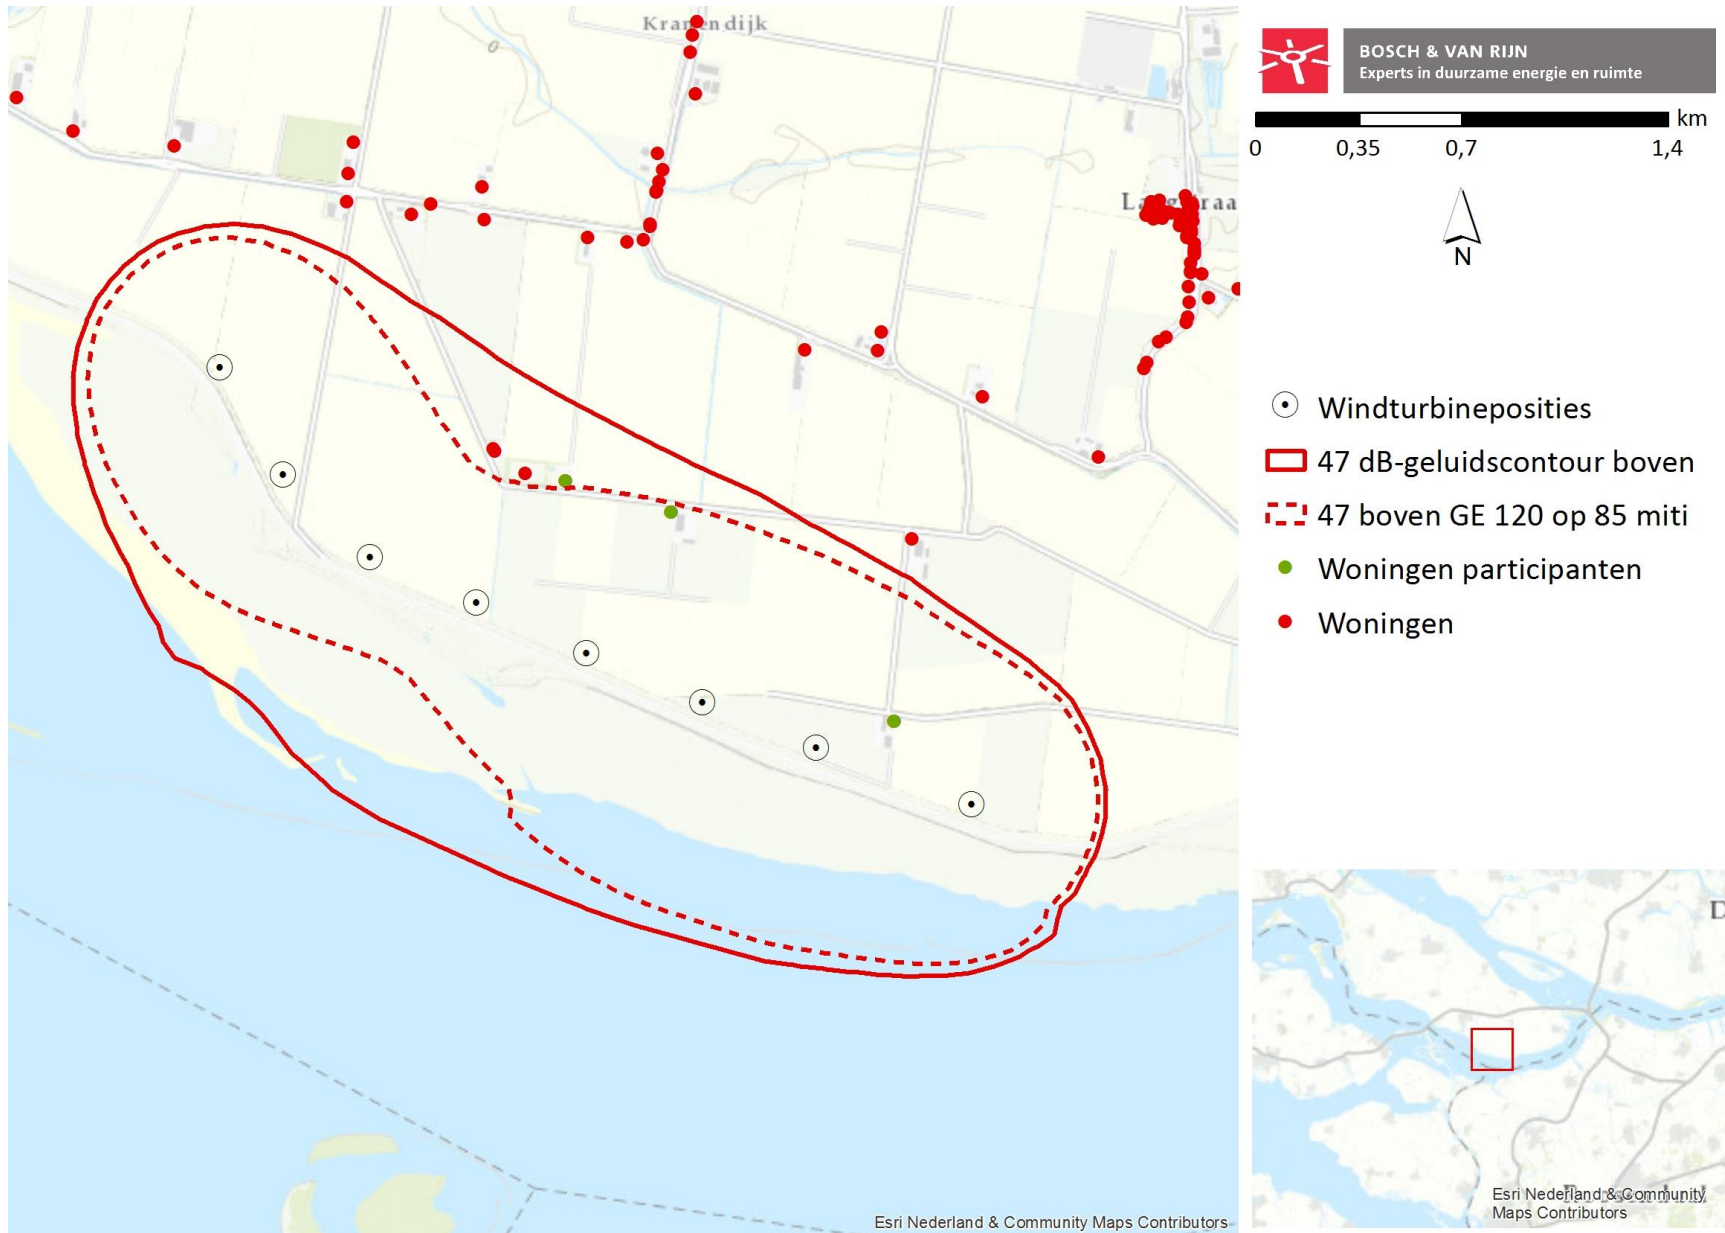 Kranendijk
BOSCH & VAN RIJN
Experts in duurzame energie en ruimte
km
0 0,35 0,7 1,4
N
Windturbineposities
47 dB-geluidscontour boven
47 boven GE 120 op 85 miti
Woningen participanten
Woningen
D
Esri Nederland & Community
Maps Contributors
Esri Nederland & Community Maps Contributors